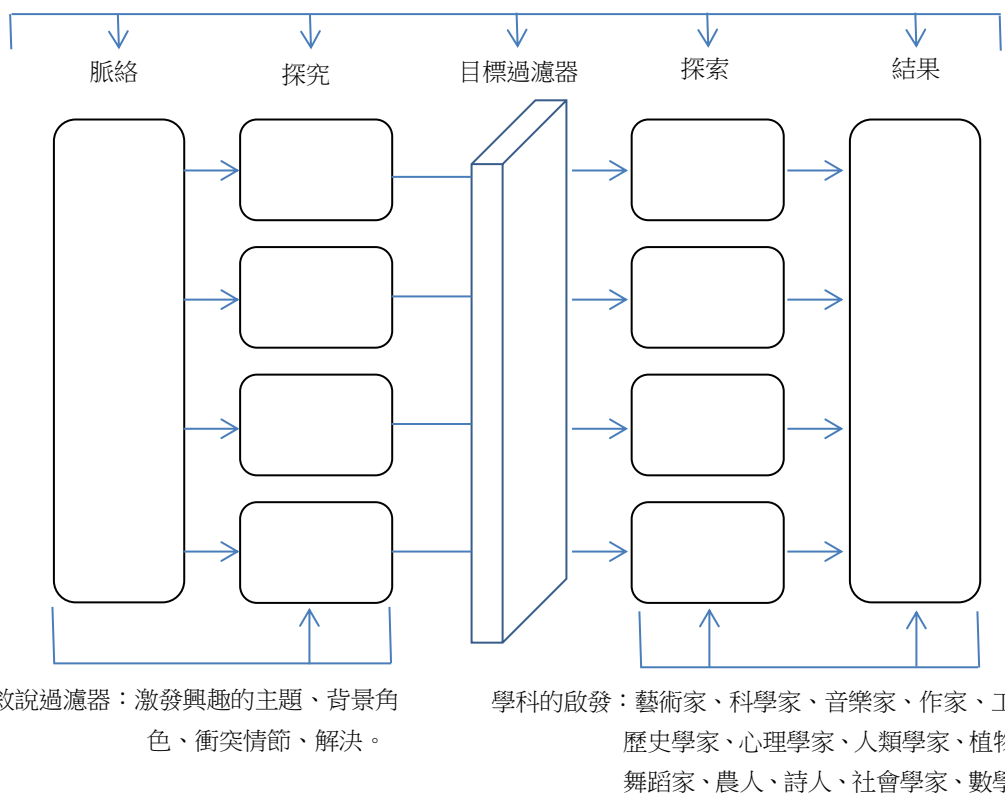 脈絡
探究
目標過濾器
探索
結果
敘說過濾器：激發興趣的主題、背景角
色、衝突情節、解決。
學科的啟發：藝術家、科學家、音樂家、作家、工
歷史學家、心理學家、人類學家、植物
舞蹈家、農人、詩人、社會學家、數學